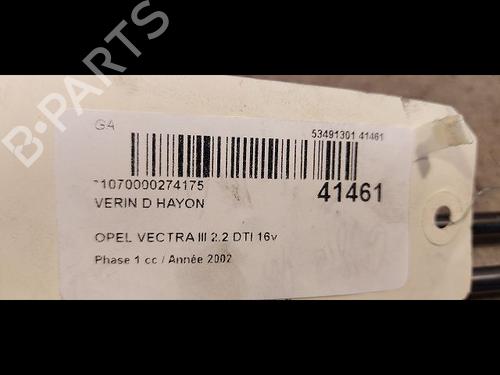 B-PARTS
G4
53491301 41461
*1070000274175
41461
VERIN D HAYON
OPEL VECTRA III 2.2 DTI 16v
Phase 1 cc / Année 2002